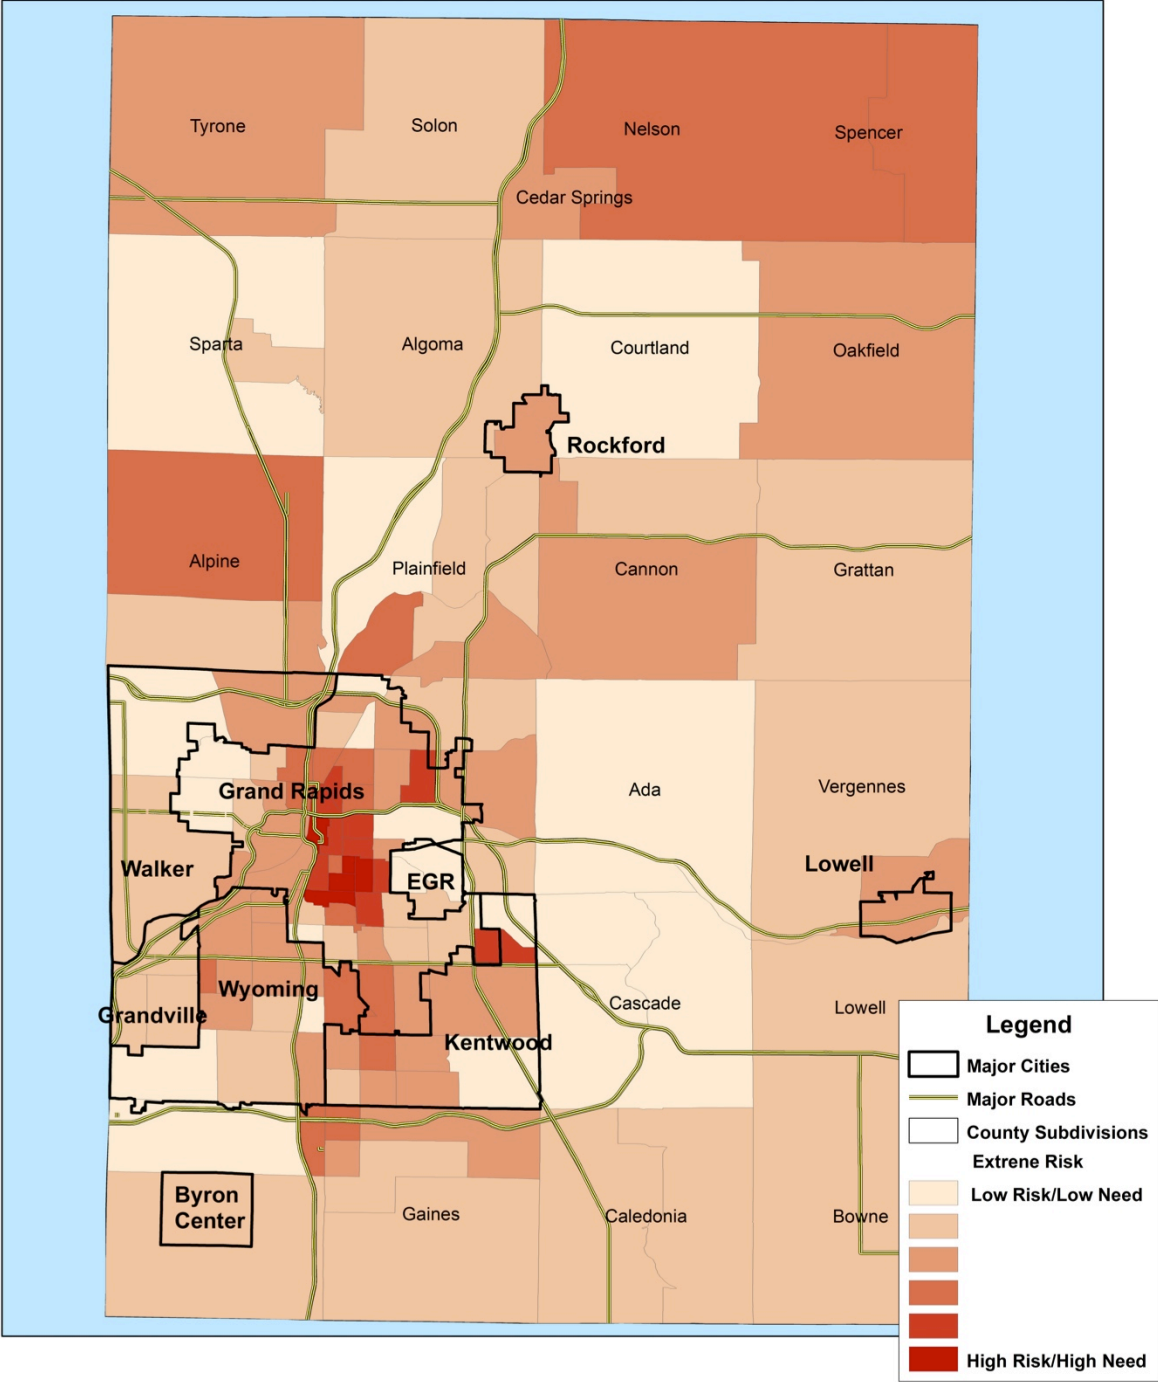 Tyrone
Solon
Nelson
Spencer
Cedar Springs
Sparta
Algoma
Courtland
Oakfield
Rockford
Alpine
Plainfield
Cannon
Grattan
Grand Rapids
Ada
Vergennes
Walker
EGR
Lowell
Wyoming
Grandville
Kentwood
Cascade
Lowell
Byron
Center
Gaines
Caledonia
Bowne
Legend
Major Cities
Major Roads
County Subdivisions
Extrene Risk
Low Risk/Low Need
High Risk/High Need